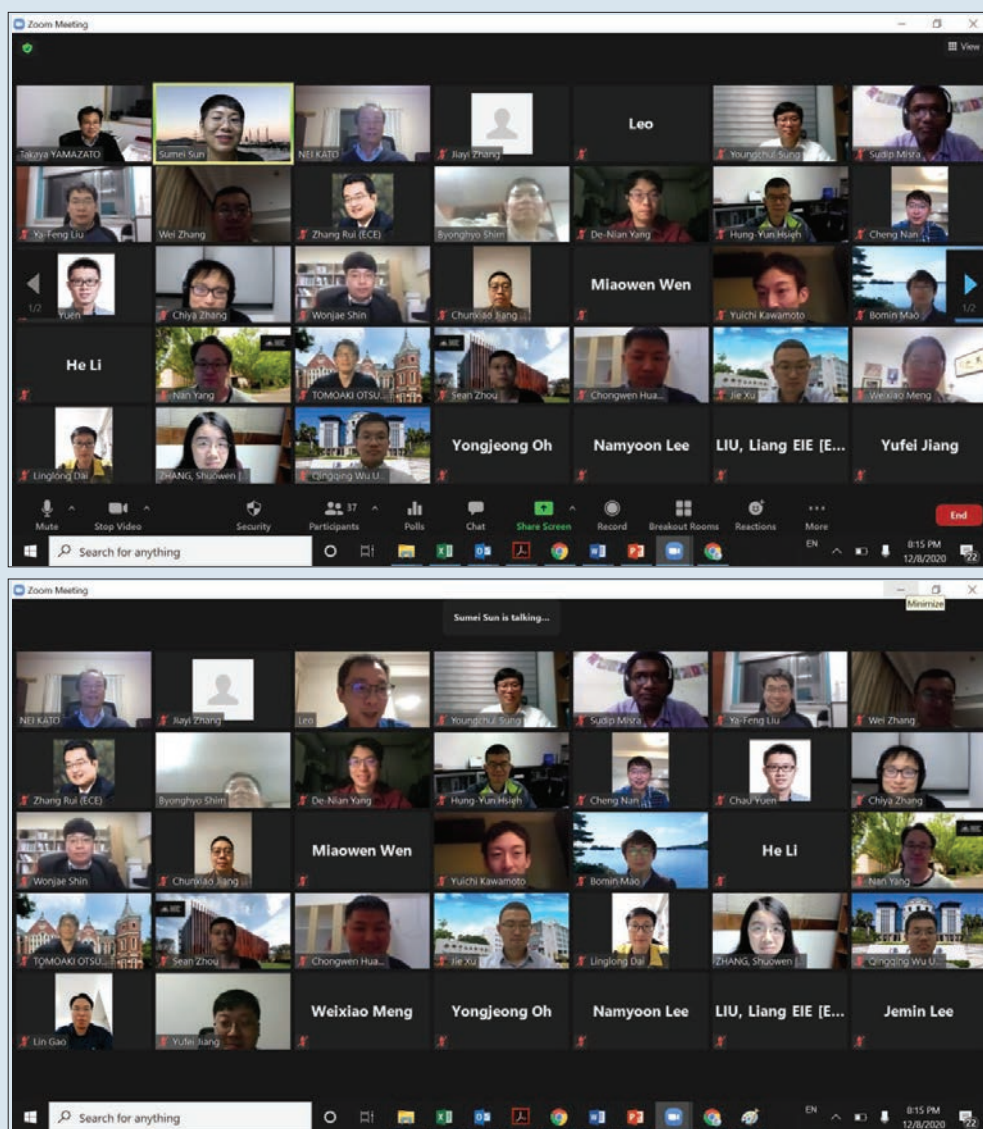 Zoom Meeting
View
Takaya YAMAZATO
Sumei Sun
NEI KATO
Jiayi Zhang
Leo
Youngchul Sung
Sudip Misra
Ya-Feng Liu
Wei Zhang
Zhang Rui (ECE)
Byonghyo Shim
De-Nian Yang
Hung-Yun Hsieh
Cheng Nan
1/2
Yuen
Chiya Zhang
Wonjae Shin
Chunxiao Jiang
Miaowen Wen
Yuichi Kawamoto
Bomin Mao
1/2
He Li
Nan Yang
TOMOAKI OTSU...
Sean Zhou
Chongwen Hua...
Jie Xu
Weixiao Meng
Linglong Dai
ZHANG, Shuowen [...
Qingqing Wu U...
Yongjeong Oh
Namyoon Lee
LIU, Liang EIE [E...
Yufei Jiang
Mute
Stop Video
Security
Participants
37
Polls
Chat
Share Screen
Record
Breakout Rooms
Reactions
More
End
Search for anything
EN
8:15 PM
12/8/2020
22
Zoom Meeting
Minimize
Sumei Sun is talking...
NEI KATO
Jiayi Zhang
Leo
Youngchul Sung
Sudip Misra
Ya-Feng Liu
Wei Zhang
Zhang Rui (ECE)
Byonghyo Shim
De-Nian Yang
Hung-Yun Hsieh
Cheng Nan
Chau Yuen
Chiya Zhang
Wonjae Shin
Chunxiao Jiang
Miaowen Wen
Yuichi Kawamoto
Bomin Mao
He Li
Nan Yang
TOMOAKI OTSU...
Sean Zhou
Chongwen Hua...
Jie Xu
Linglong Dai
ZHANG, Shuowen [...
Qingqing Wu U...
Lin Gao
Yufei Jiang
Weixiao Meng
Yongjeong Oh
Namyoon Lee
LIU, Liang EIE [E...
Jemin Lee
Search for anything
EN
8:15 PM
12/8/2020
22